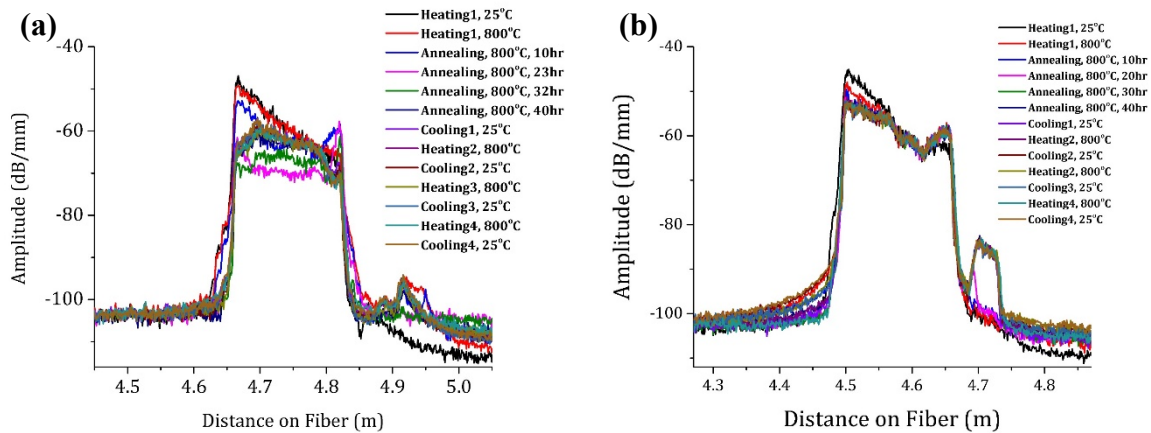 (a)
Heating1, 25°C
Heating1, 800°C
Annealing, 800°C, 10hr
Annealing, 800°C, 23hr
Annealing, 800°C, 32hr
Annealing, 800°C, 40hr
Cooling1, 25°C
Heating2, 800°C
Cooling2, 25°C
Heating3, 800°C
Cooling3, 25°C
Heating4, 800°C
Cooling4, 25°C
-40
-60
-80
-100
Amplitude (dB/mm)
4.5
4.6
4.7
4.8
4.9
5.0
Distance on Fiber (m)
(b)
Heating1, 25°C
Heating1, 800°C
Annealing, 800°C, 10hr
Annealing, 800°C, 20hr
Annealing, 800°C, 30hr
Annealing, 800°C, 40hr
Cooling1, 25°C
Heating2, 800°C
Cooling2, 25°C
Heating2, 800°C
Cooling3, 25°C
Heating4, 800°C
Cooling4, 25°C
-40
-60
-80
-100
Amplitude (dB/mm)
4.3
4.4
4.5
4.6
4.7
4.8
Distance on Fiber (m)